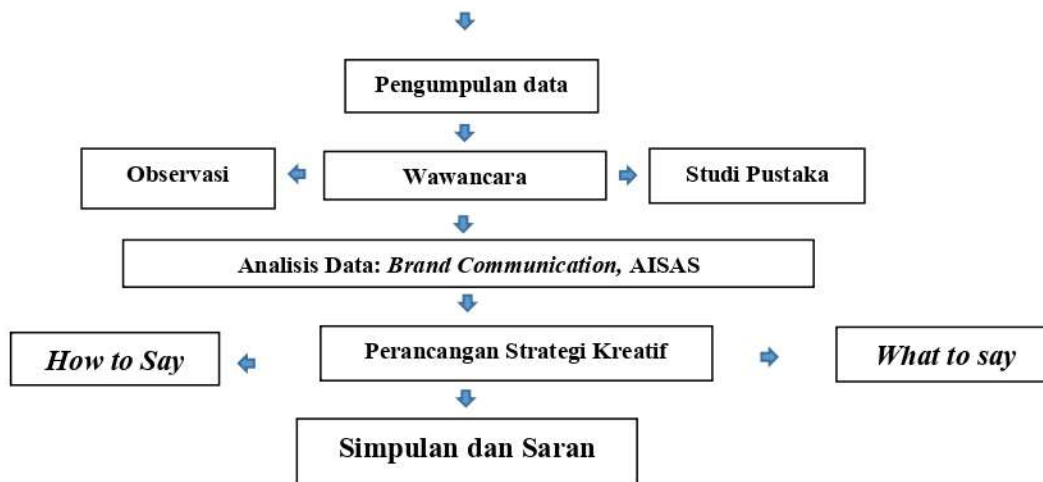 Pengumpulan data
Observasi
Wawancara
Studi Pustaka
Analisis Data: Brand Communication, AISAS
How to Say
Perancangan Strategi Kreatif
What to say
Simpulan dan Saran